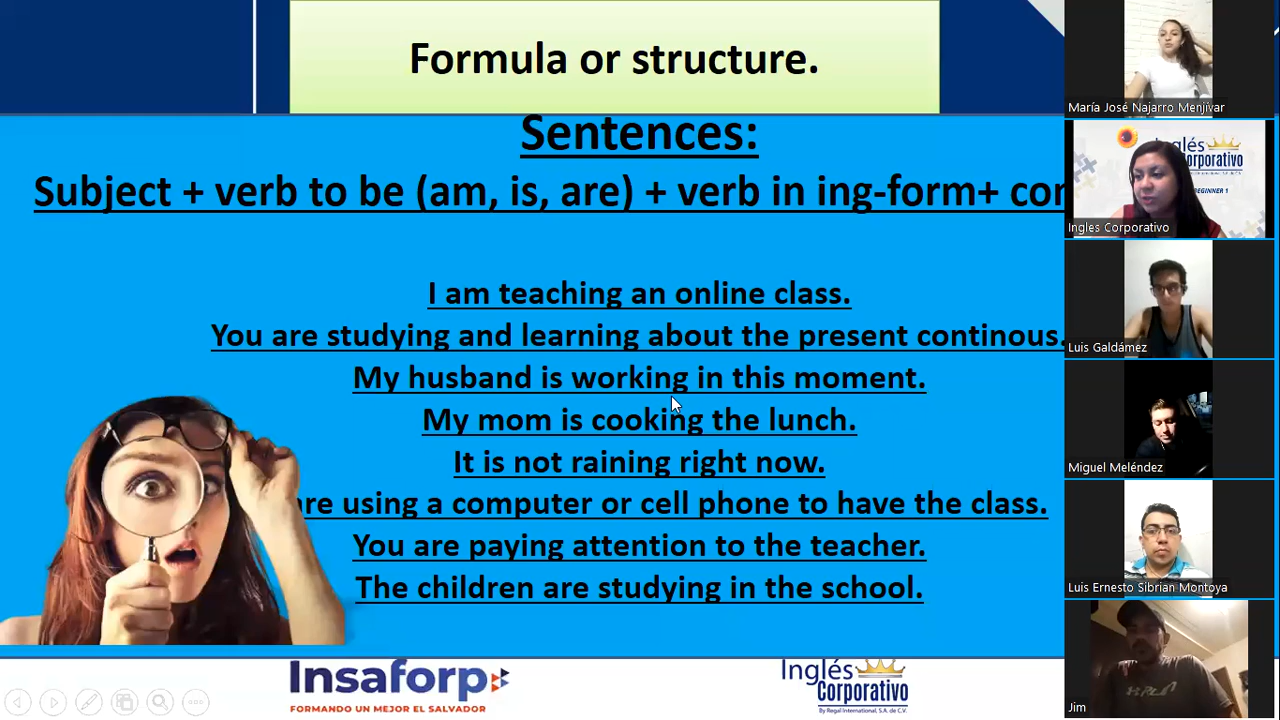 Formula or structure.
Sentences:
Subject + verb to be (am, is, are) + verb in ing-form+
I am teaching an online class.
You are studying and learning about the present continous.
My husband is working in this moment.
My mom is cooking the lunch.
It is not raining right now.
are using a computer or cell phone to have the class.
You are paying attention to the teacher.
The children are studying in the school.
Insaforp
FORMANDO UN MEJOR EL SALVADOR
Inglés
Corporativo
By Regal International, S.A. de C.V.
María José Najarro Menjívar
Inglés
Corporativo
BEGINNER 1
Ingles Corporativo
Luis Galdámez
Miguel Meléndez
Luis Ernesto Sibrian Montoya
Jim